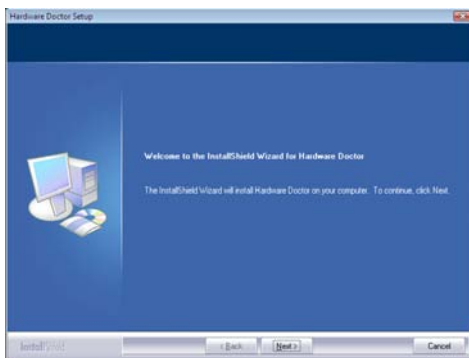 Hardware Doctor Setup
Welcome to the InstallShield Wizard for Hardware Doctor
The InstallShield Wizard will install Hardware Doctor on your computer. To continue, click Next.
InstallShield
< Back
Next >
Cancel